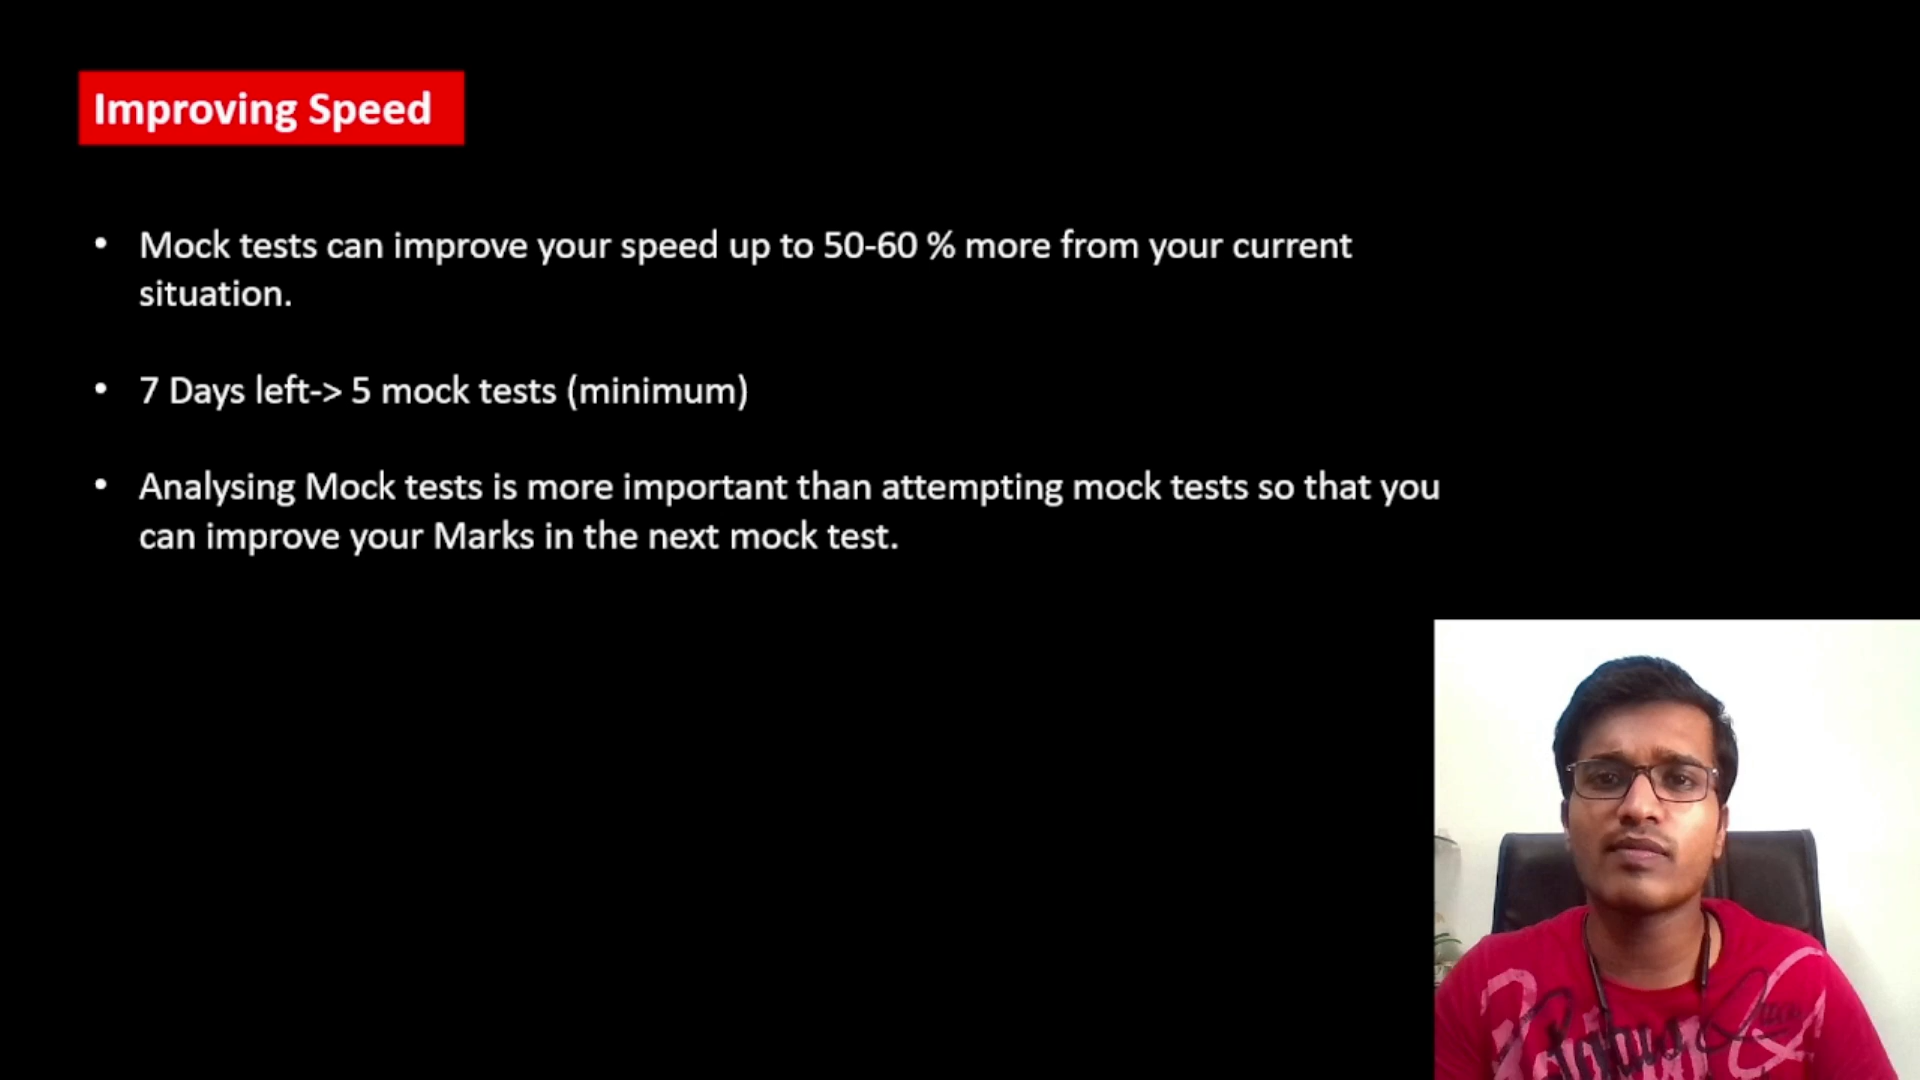 Improving Speed
• Mock tests can improve your speed up to 50-60 % more from your current
situation.
• 7 Days left-> 5 mock tests (minimum)
• Analysing Mock tests is more important than attempting mock tests so that you
can improve your Marks in the next mock test.